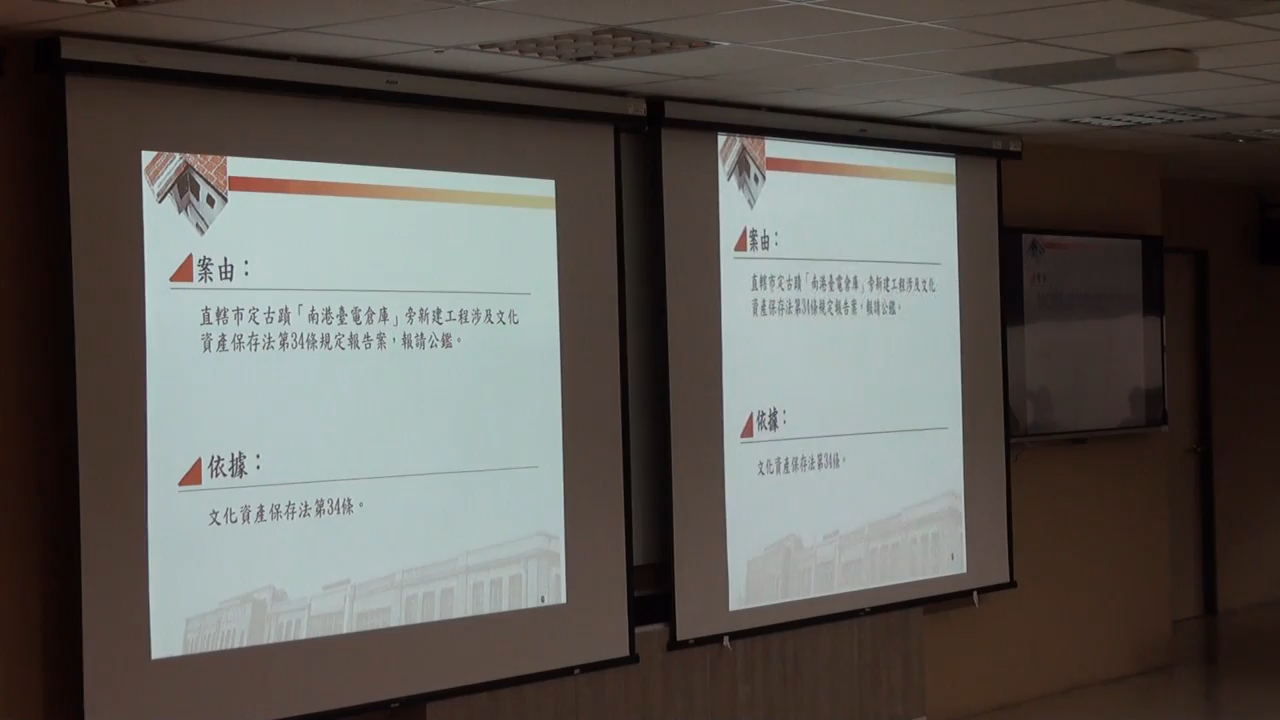 案由：
直轄市定古蹟「南港臺電倉庫」旁新建工程涉及文化
資產保存法第34條規定報告案，報請公鑑。
依據：
文化資產保存法第34條。
6
案由：
直轄市定古蹟「南港臺電倉庫」旁新建工程涉及文化
資產保存法第34條規定報告案，報請公鑑。
依據：
文化資產保存法第34條。